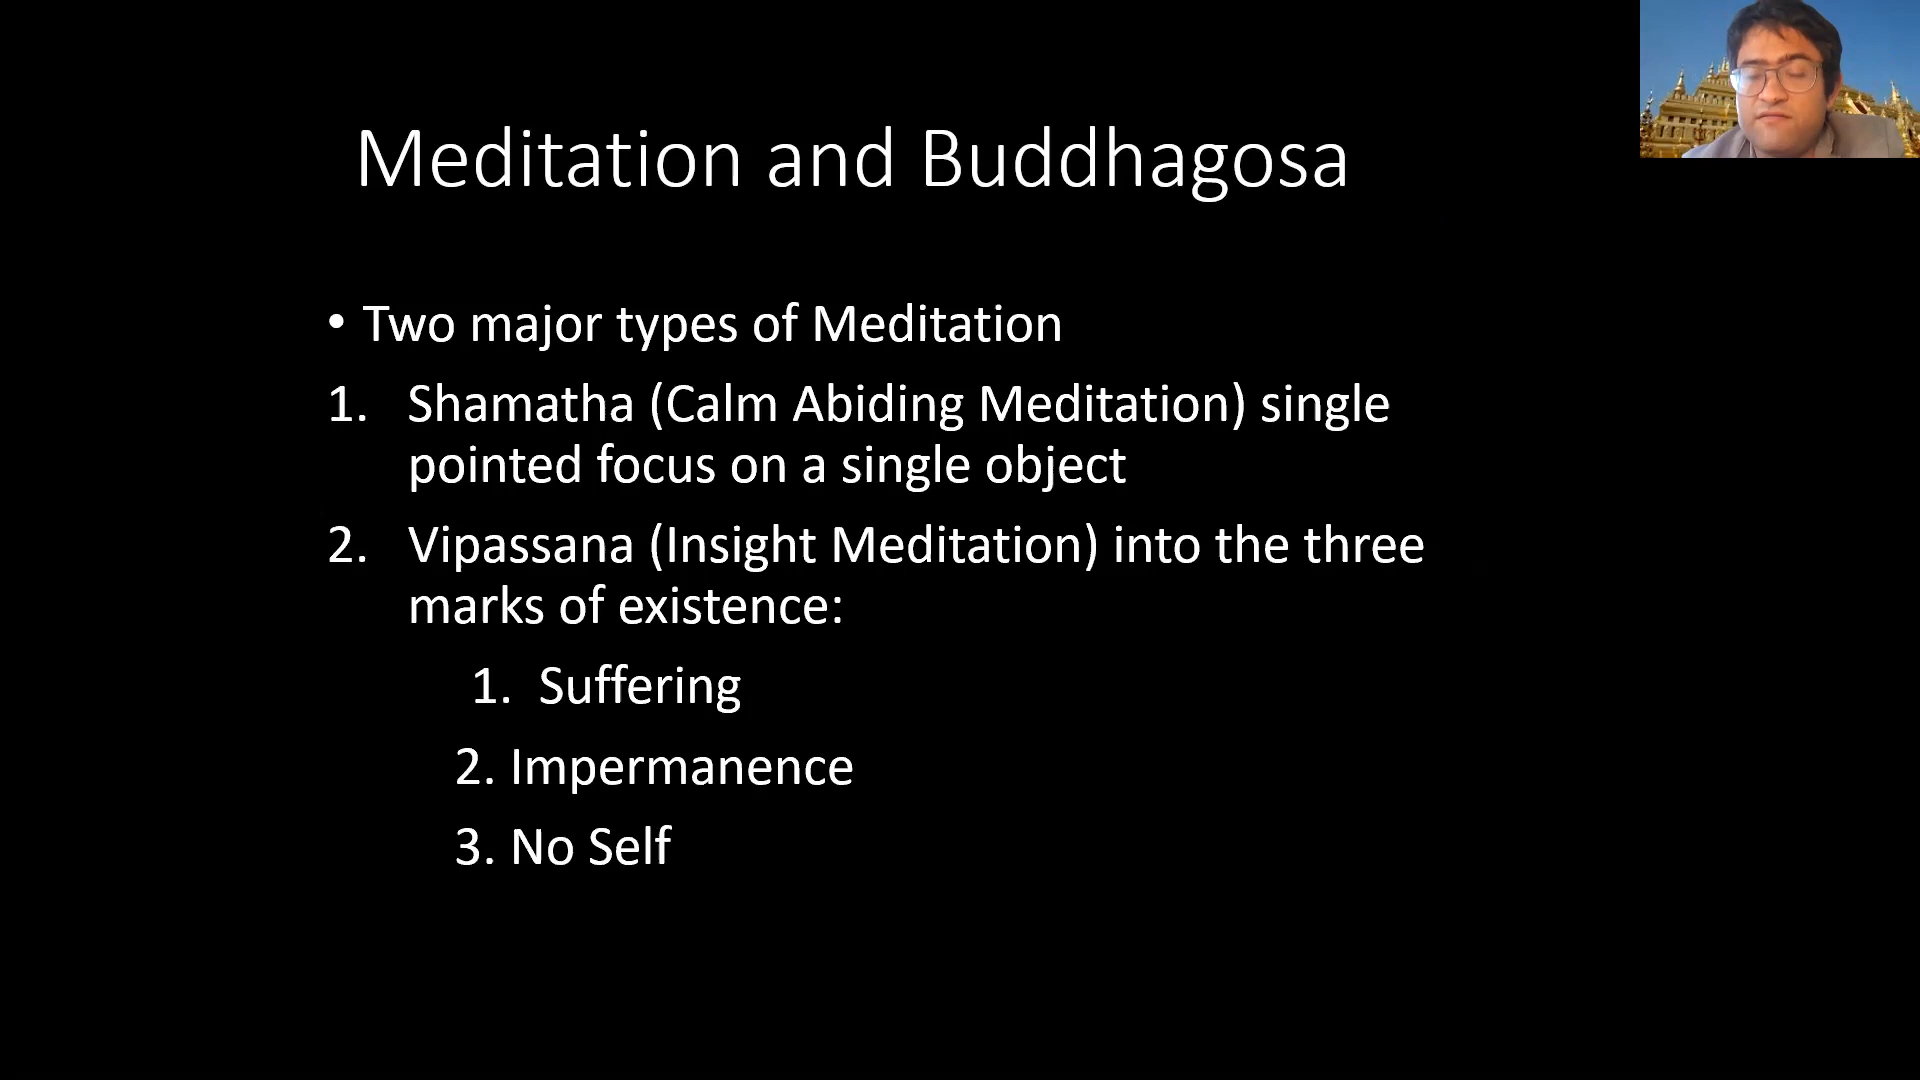 Meditation and Buddhagosa
• Two major types of Meditation
1. Shamatha (Calm Abiding Meditation) single
pointed focus on a single object
2. Vipassana (Insight Meditation) into the three
marks of existence:
1. Suffering
2. Impermanence
3. No Self